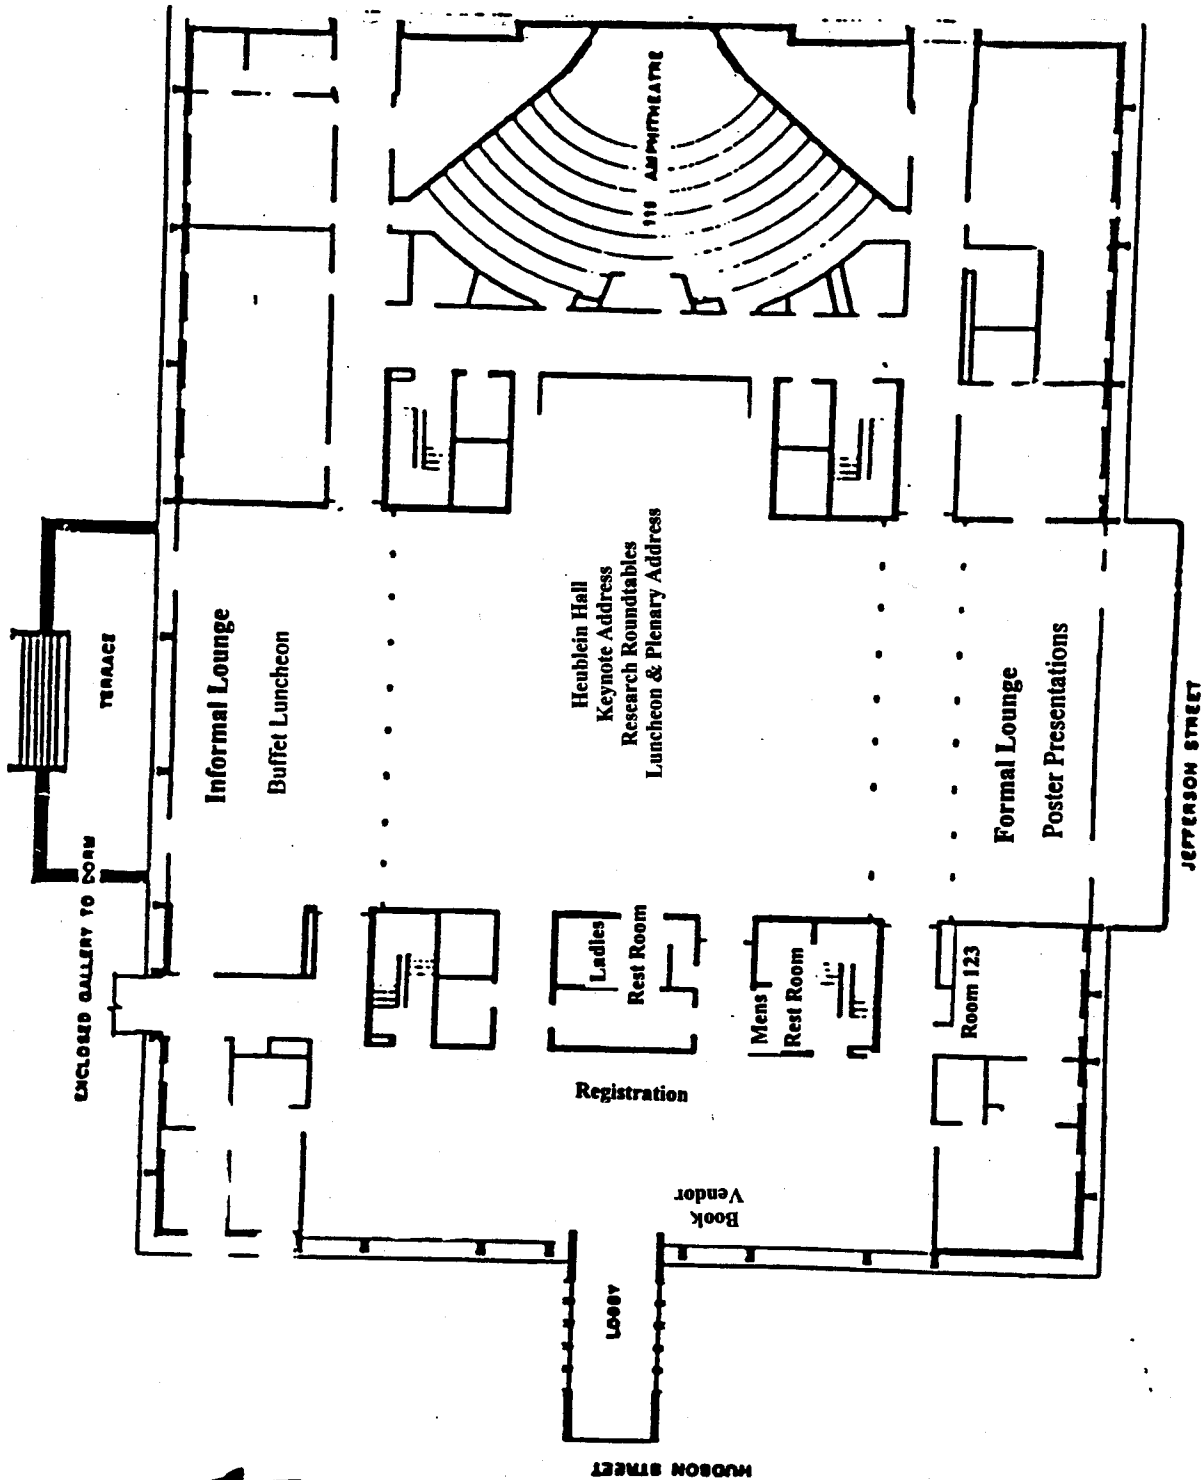 118 AMPHITHEATRE
TERRACE
Informal Lounge
Buffet Luncheon
Heublein Hall
Keynote Address
Research Roundtables
Luncheon & Plenary Address
Formal Lounge
Poster Presentations
JEFFERSON STREET
ENCLOSED GALLERY TO DORM
Ladies
Rest Room
Mens
Rest Room
Room 123
Registration
Book
Vendor
LOBBY
HUDSON STREET